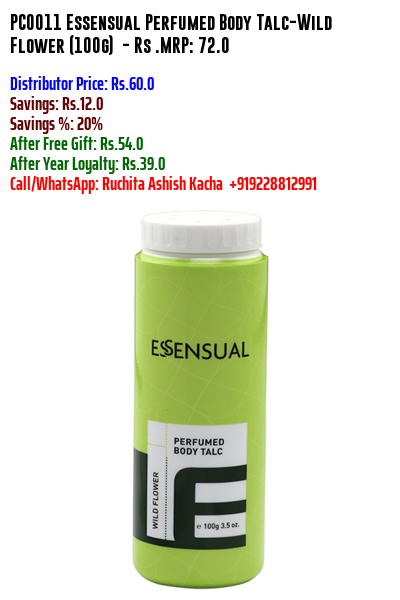 PC0011 Essensual Perfumed Body Talc-Wild
Flower (100g) - Rs .MRP: 72.0
Distributor Price: Rs.60.0
Savings: Rs.12.0
Savings %: 20%
After Free Gift: Rs.54.0
After Year Loyalty: Rs.39.0
Call/WhatsApp: Ruchita Ashish Kacha +919228812991
ESSENSUAL
PERFUMED
BODY TALC
WILD FLOWER
e 100g 3.5 oz.